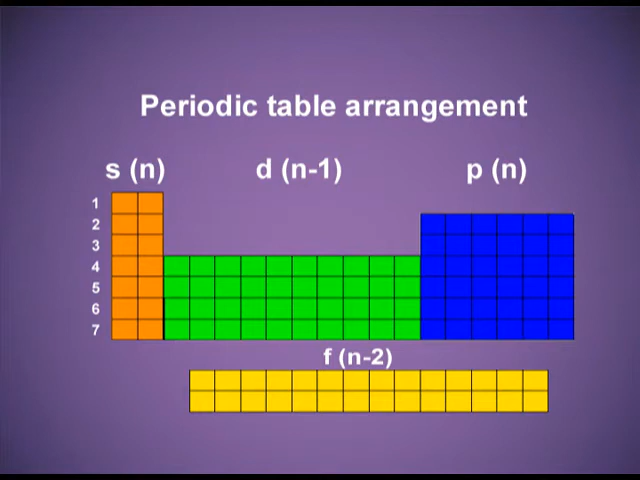 Periodic table arrangement
s (n) d (n-1) p (n)
1
2
3
4
5
6
7
f (n-2)